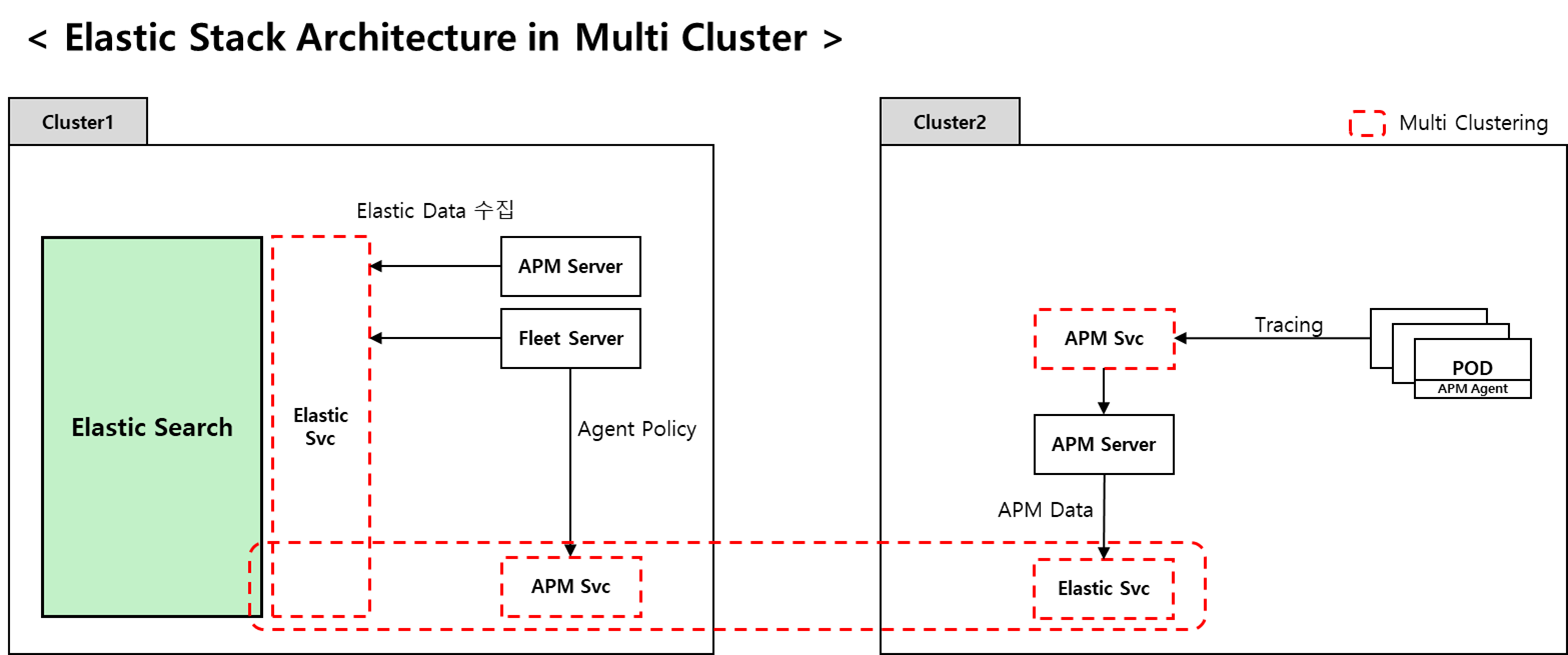 < Elastic Stack Architecture in Multi Cluster >
Cluster1
Elastic Data 수집
Elastic Search
Elastic
Svc
APM Server
Fleet Server
Agent Policy
APM Svc
Cluster2
Multi Clustering
APM Svc
Tracing
POD
APM Agent
APM Server
APM Data
Elastic Svc